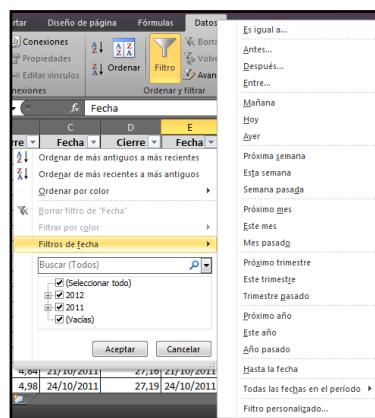 rtar Diseño de página Fórmulas Datos
Conexiones
Propiedades
Editar vínculos
nexiones
Ordenar
Filtro
Borra
Volve
Avan
Ordenar y filtrar
fx Fecha
C D E
rre Fecha Cierre Fecha
Ordenar de más antiguos a más recientes
Ordenar de más recientes a más antiguos
Ordenar por color
Borrar filtro de "Fecha"
Filtrar por color
Filtros de fecha
Buscar (Todos)
(Seleccionar todo)
2012
2011
(Vacías)
Aceptar Cancelar
4,84 21/10/2011 27,16 21/10/2011
4,98 24/10/2011 27,19 24/10/2011
Es igual a...
Antes...
Después...
Entre...
Mañana
Hoy
Ayer
Próxima semana
Esta semana
Semana pasada
Próximo mes
Este mes
Mes pasado
Próximo trimestre
Este trimestre
Trimestre pasado
Próximo año
Este año
Año pasado
Hasta la fecha
Todas las fechas en el período
Filtro personalizado...